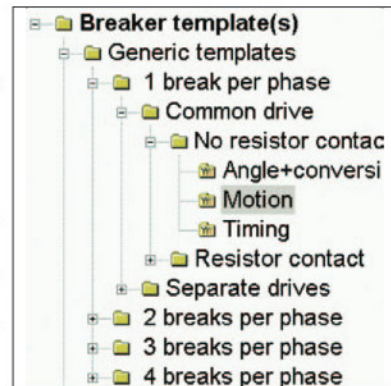 Breaker template(s)
Generic templates
1 break per phase
Common drive
No resistor contac
Angle+conversi
Motion
Timing
Resistor contact
Separate drives
2 breaks per phase
3 breaks per phase
4 breaks per phase